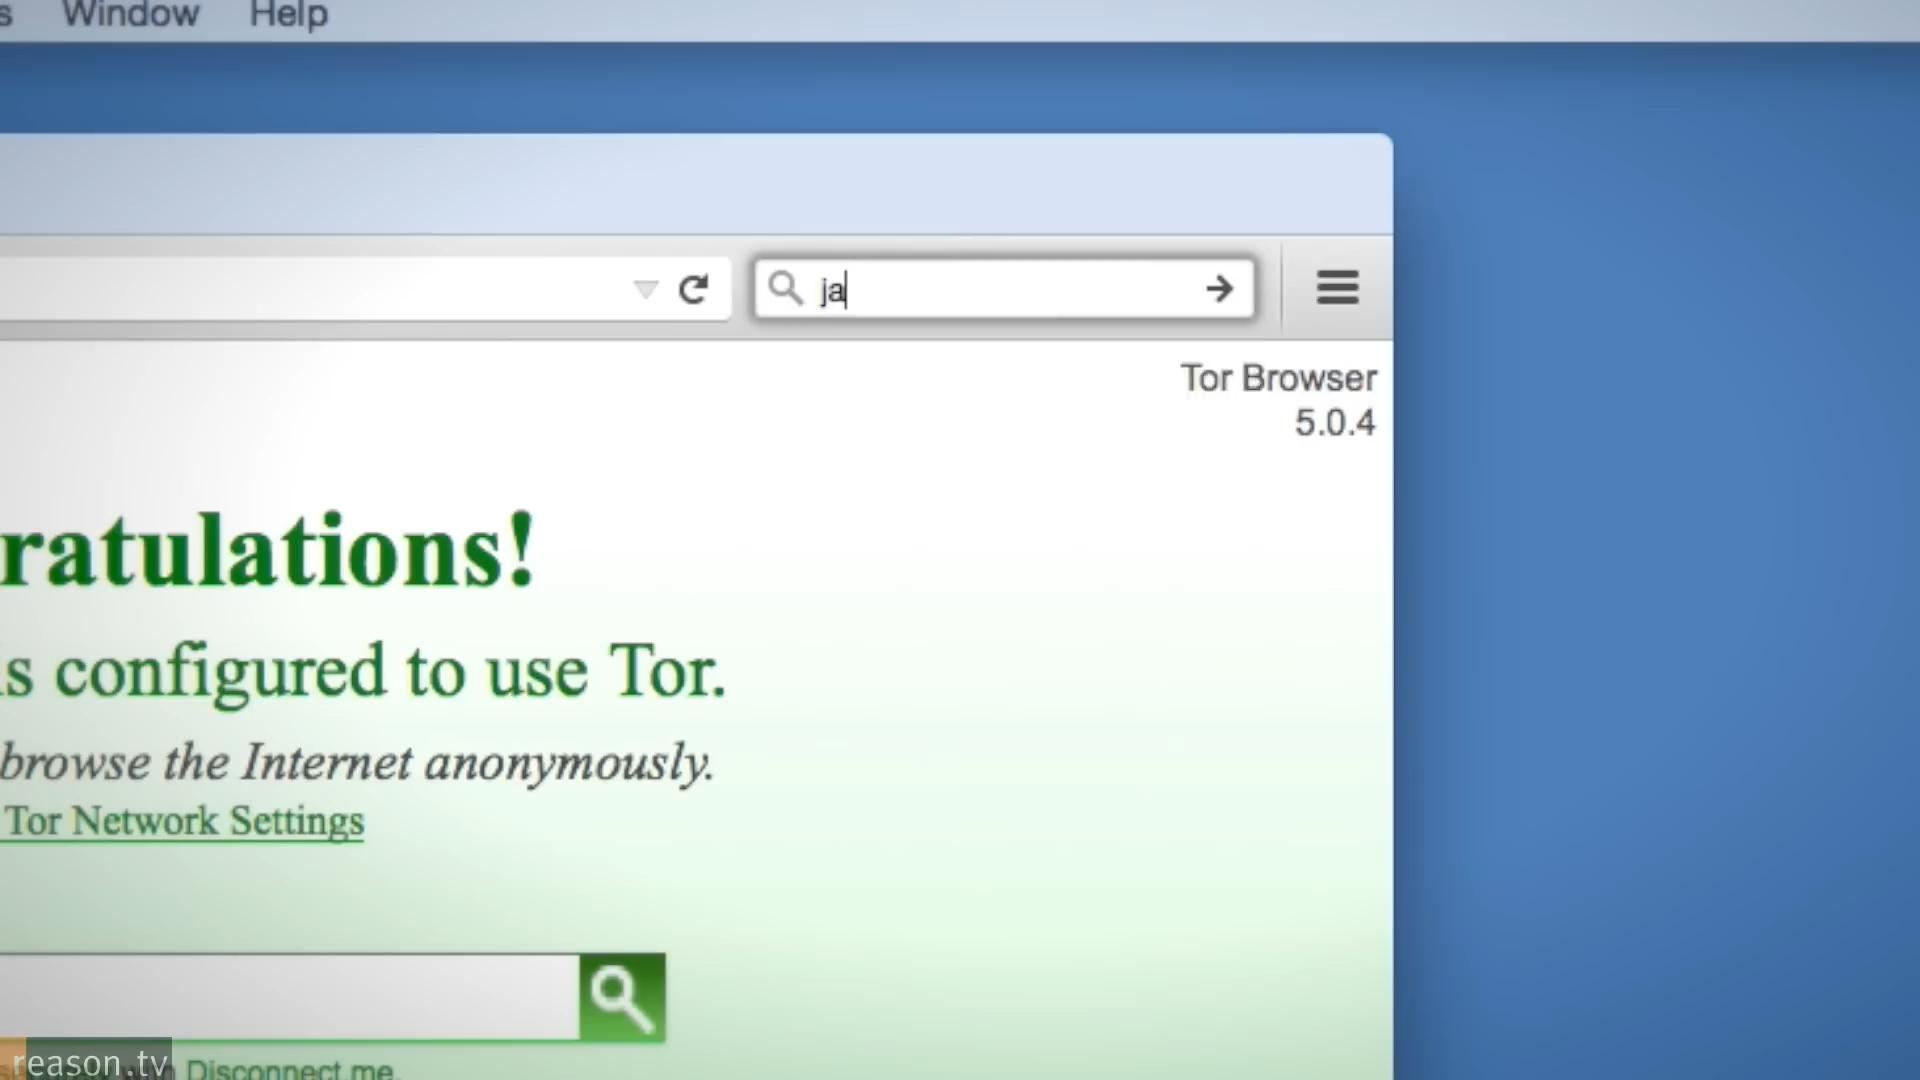 Window Help
ja
Tor Browser
5.0.4
ratulations!
is configured to use Tor.
browse the Internet anonymously.
Tor Network Settings
reason.tv
Disconnect.me.